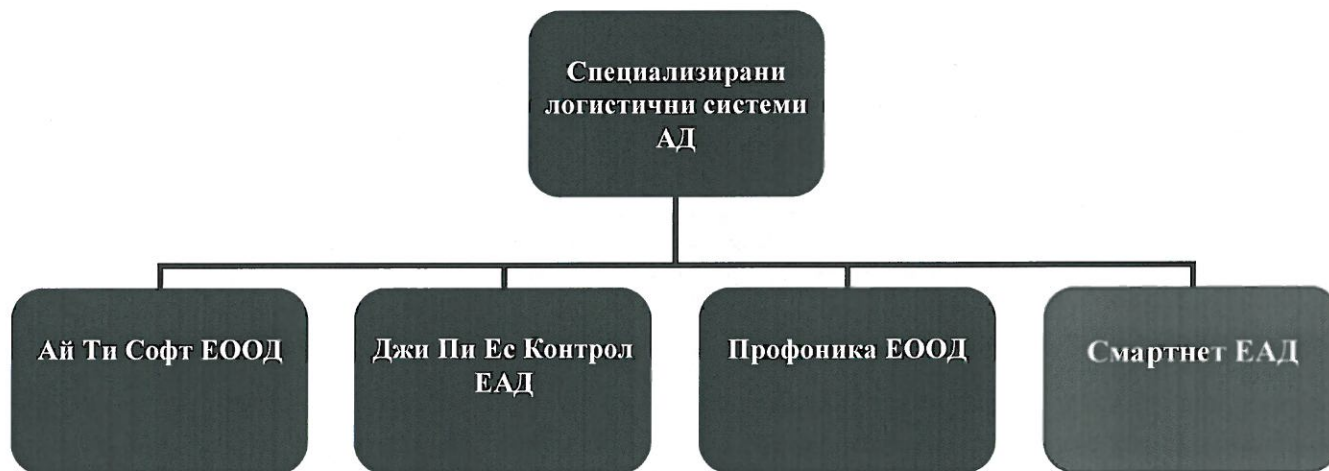 Специализирани
логистични системи
АД
Ай Ти Софт ЕООД
Джи Пи Ес Контрол
ЕАД
Профоника ЕООД
Смартнет ЕАД